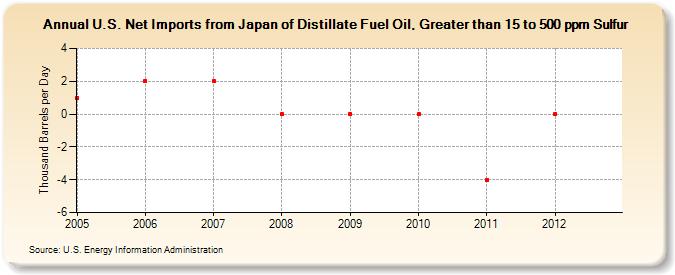 Annual U.S. Net Imports from Japan of Distillate Fuel Oil, Greater than 15 to 500 ppm Sulfur
Thousand Barrels per Day
4
2
0
-2
-4
-6
2005 2006 2007 2008 2009 2010 2011 2012
Source: U.S. Energy Information Administration